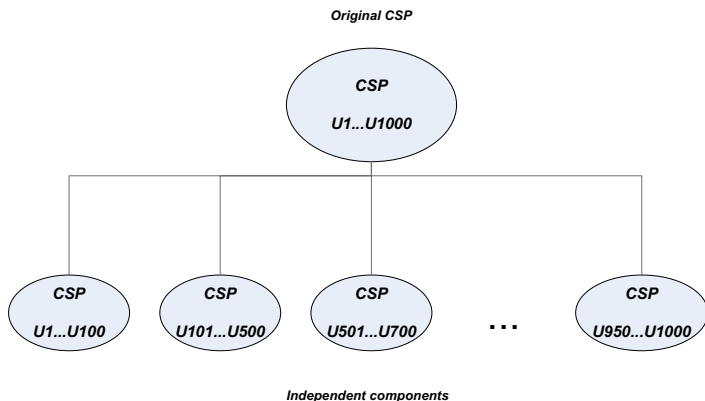 Original CSP
CSP
U1...U1000
CSP
U1...U100
CSP
U101...U500
CSP
U501...U700
...
CSP
U950...U1000
Independent components